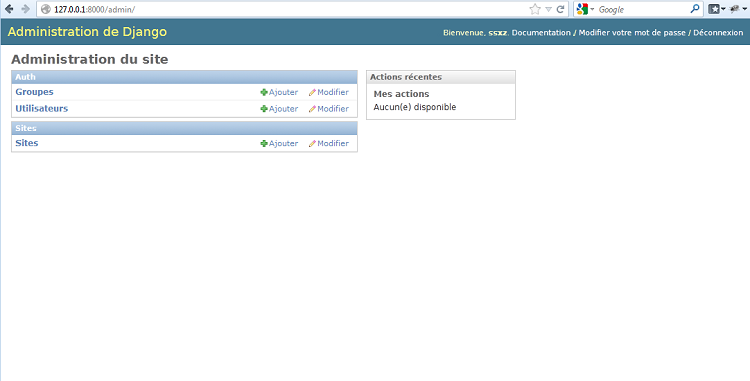 127.0.0.1:8000/admin/
Google
Administration de Django
Bienvenue, ssxz. Documentation / Modifier votre mot de passe / Déconnexion
Administration du site
Auth
Groupes Ajouter Modifier
Utilisateurs Ajouter Modifier
Sites
Sites Ajouter Modifier
Actions récentes
Mes actions
Aucun(e) disponible